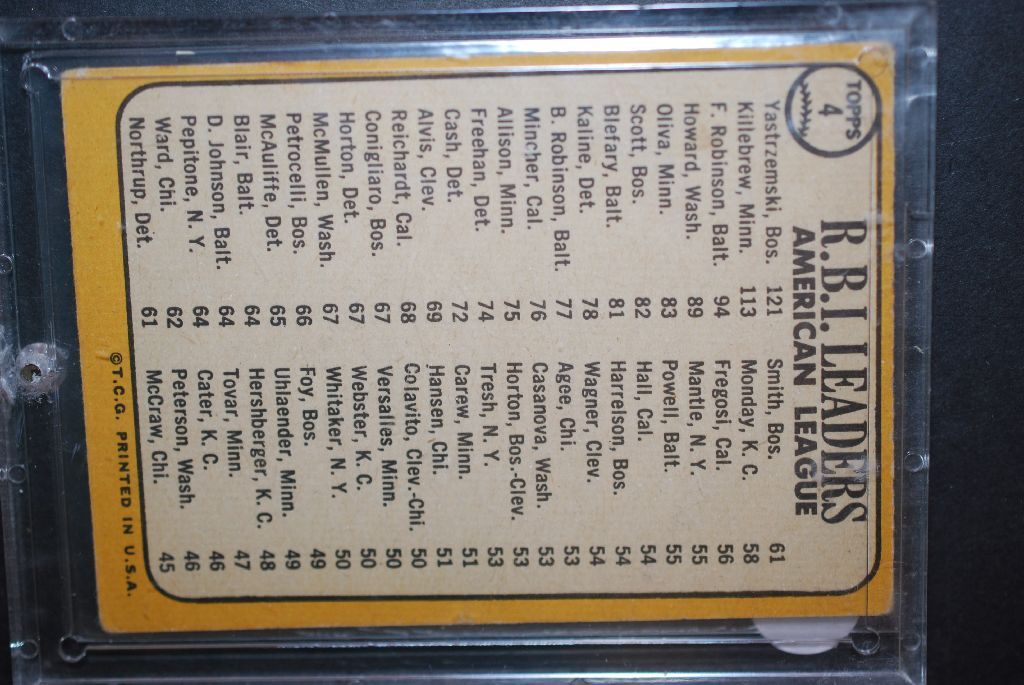 TOPPS
4
R.B.I. LEADERS
AMERICAN LEAGUE
Yastrzemski, Bos. 121
Killebrew, Minn. 113
F. Robinson, Balt. 94
Howard, Wash. 89
Oliva, Minn. 83
Scott, Bos. 82
Blefary, Balt. 81
Kaline, Det. 78
B. Robinson, Balt. 77
Mincher, Cal. 76
Allison, Minn. 75
Freehan, Det. 74
Cash, Det. 72
Alvis, Clev. 69
Reichardt, Cal. 68
Conigliaro, Bos. 67
Horton, Det. 67
McMullen, Wash. 67
Petrocelli, Bos. 66
McAuliffe, Det. 65
Blair, Balt. 64
D. Johnson, Balt. 64
Pepitone, N. Y. 64
Ward, Chi. 62
Northrup, Det. 61
Smith, Bos. 61
Monday, K. C. 58
Fregosi, Cal. 56
Mantle, N. Y. 55
Powell, Balt. 55
Hall, Cal. 54
Harrelson, Bos. 54
Wagner, Clev. 54
Agee, Chi. 53
Casanova, Wash. 53
Horton, Bos.-Clev. 53
Tresh, N. Y. 53
Carew, Minn. 51
Hansen, Chi. 51
Colavito, Clev.-Chi. 50
Versalles, Minn. 50
Webster, K. C. 50
Whitaker, N. Y. 50
Foy, Bos. 49
Uhlaender, Minn. 49
Hershberger, K. C. 48
Tovar, Minn. 47
Cater, K. C. 46
Peterson, Wash. 46
McCraw, Chi. 45
©T.C.G. PRINTED IN U.S.A.